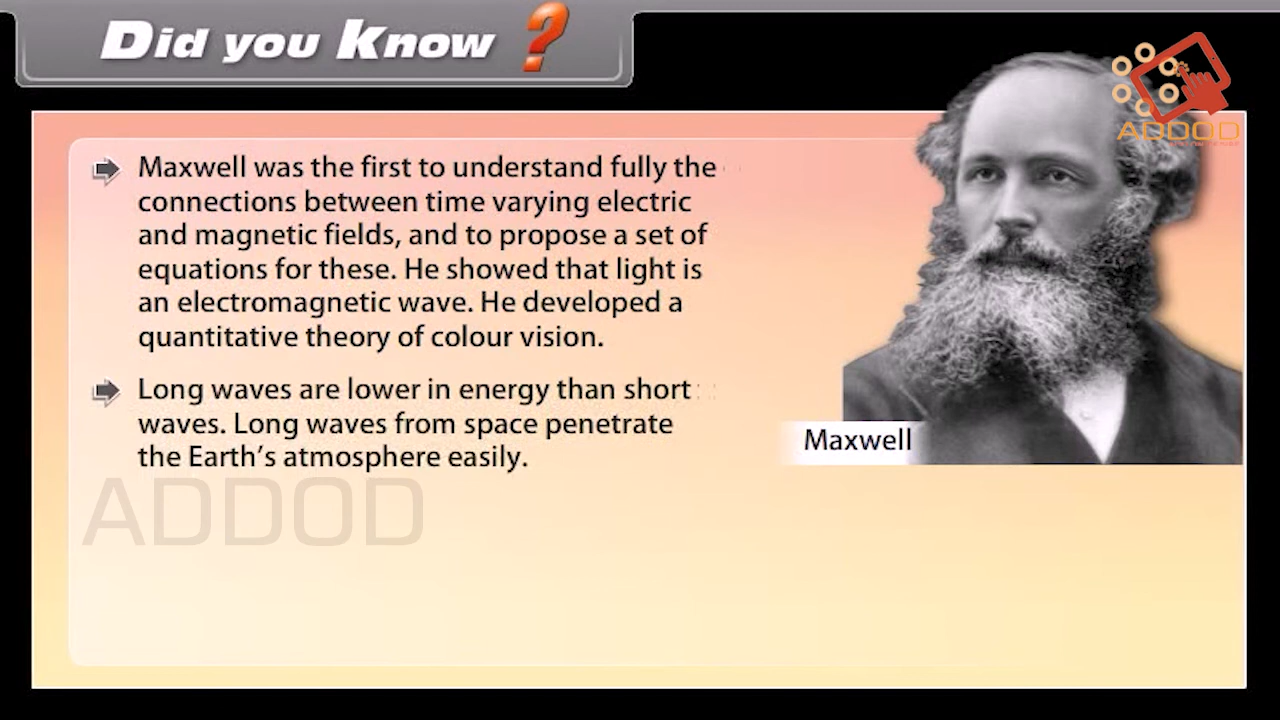 Did you Know ?
ADDOD
Maxwell was the first to understand fully the
connections between time varying electric
and magnetic fields, and to propose a set of
equations for these. He showed that light is
an electromagnetic wave. He developed a
quantitative theory of colour vision.
Long waves are lower in energy than short
waves. Long waves from space penetrate
the Earth’s atmosphere easily.
Maxwell
ADDOD